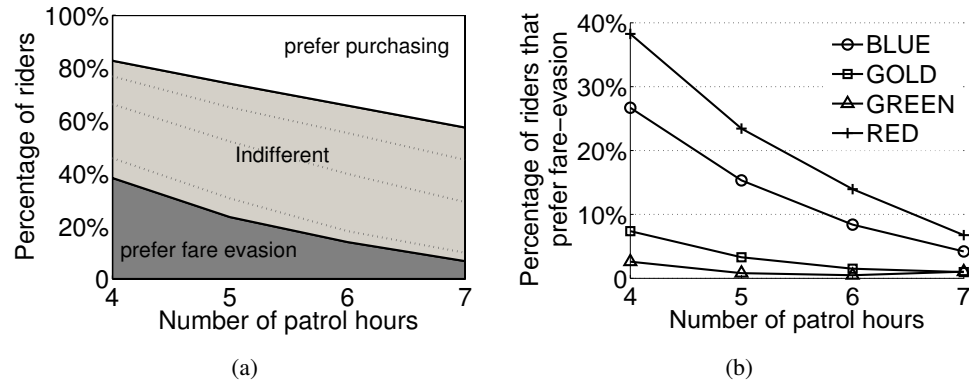 100%
80%
60%
40%
20%
0
Percentage of riders
prefer purchasing
Indifferent
prefer fare evasion
4 5 6 7
Number of patrol hours
(a)
40%
30%
20%
10%
0
Percentage of riders that
prefer fare−evasion
BLUE
GOLD
GREEN
RED
4 5 6 7
Number of patrol hours
(b)